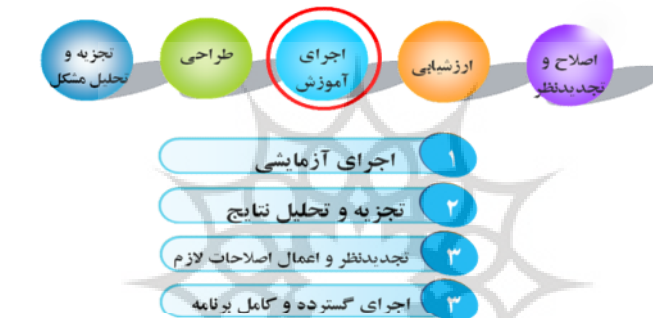 اصلاح و
تجدیدنظر
ارزشیابی
اجرای
آموزش
طراحی
تجزیه و
تحلیل مشکل
۱ اجرای آزمایشی
۲ تجزیه و تحلیل نتایج
۳ تجدیدنظر و اعمال اصلاحات لازم
۳ اجرای گسترده و کامل برنامه